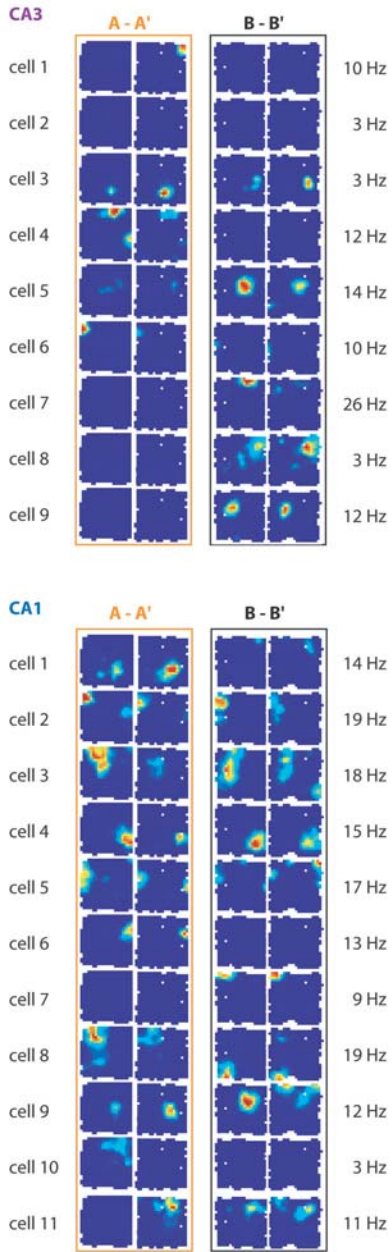 CA3
A - A' B - B'
cell 1 10 Hz
cell 2 3 Hz
cell 3 3 Hz
cell 4 12 Hz
cell 5 14 Hz
cell 6 10 Hz
cell 7 26 Hz
cell 8 3 Hz
cell 9 12 Hz
CA1
A - A' B - B'
cell 1 14 Hz
cell 2 19 Hz
cell 3 18 Hz
cell 4 15 Hz
cell 5 17 Hz
cell 6 13 Hz
cell 7 9 Hz
cell 8 19 Hz
cell 9 12 Hz
cell 10 3 Hz
cell 11 11 Hz